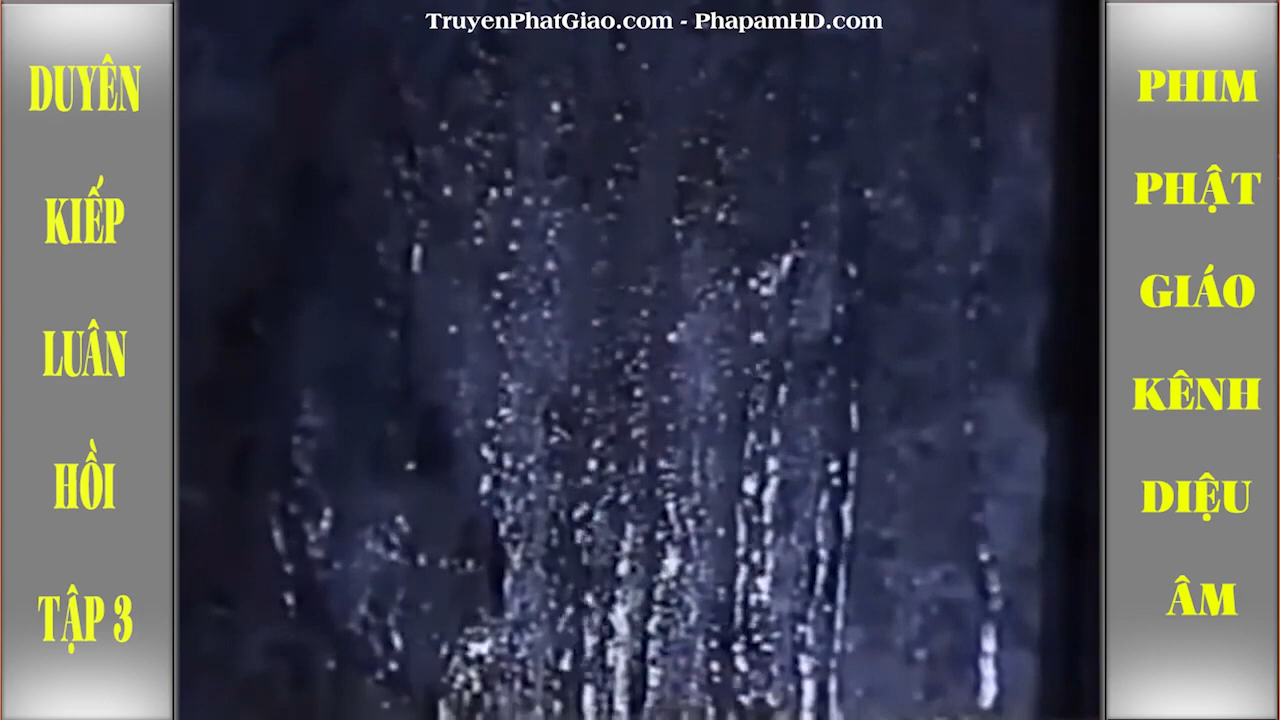 TruyenPhatGiao.com - PhapamHD.com
DUYÊN
KIẾP
LUÂN
HỒI
TẬP 3
PHIM
PHẬT
GIÁO
KÊNH
DIỆU
ÂM